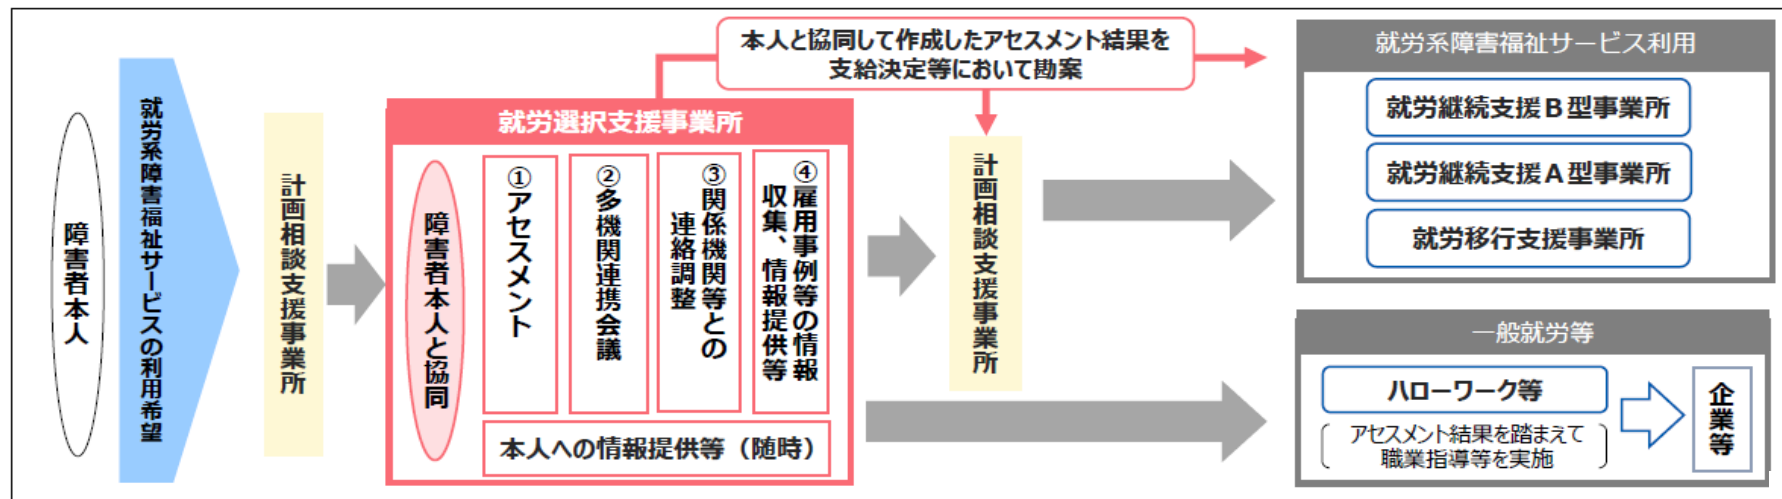 障害者本人
就労系障害福祉サービスの利用希望
計画相談支援事業所
就労選択支援事業所
障害者本人と協同
①アセスメント
②多機関連携会議
③関係機関等との
連絡調整
④雇用事例等の情報
収集、情報提供等
本人への情報提供等（随時）
本人と協同して作成したアセスメント結果を
支給決定等において勘案
計画相談支援事業所
就労系障害福祉サービス利用
就労継続支援Ｂ型事業所
就労継続支援Ａ型事業所
就労移行支援事業所
一般就労等
ハローワーク等
アセスメント結果を踏まえて
職業指導等を実施
企業等